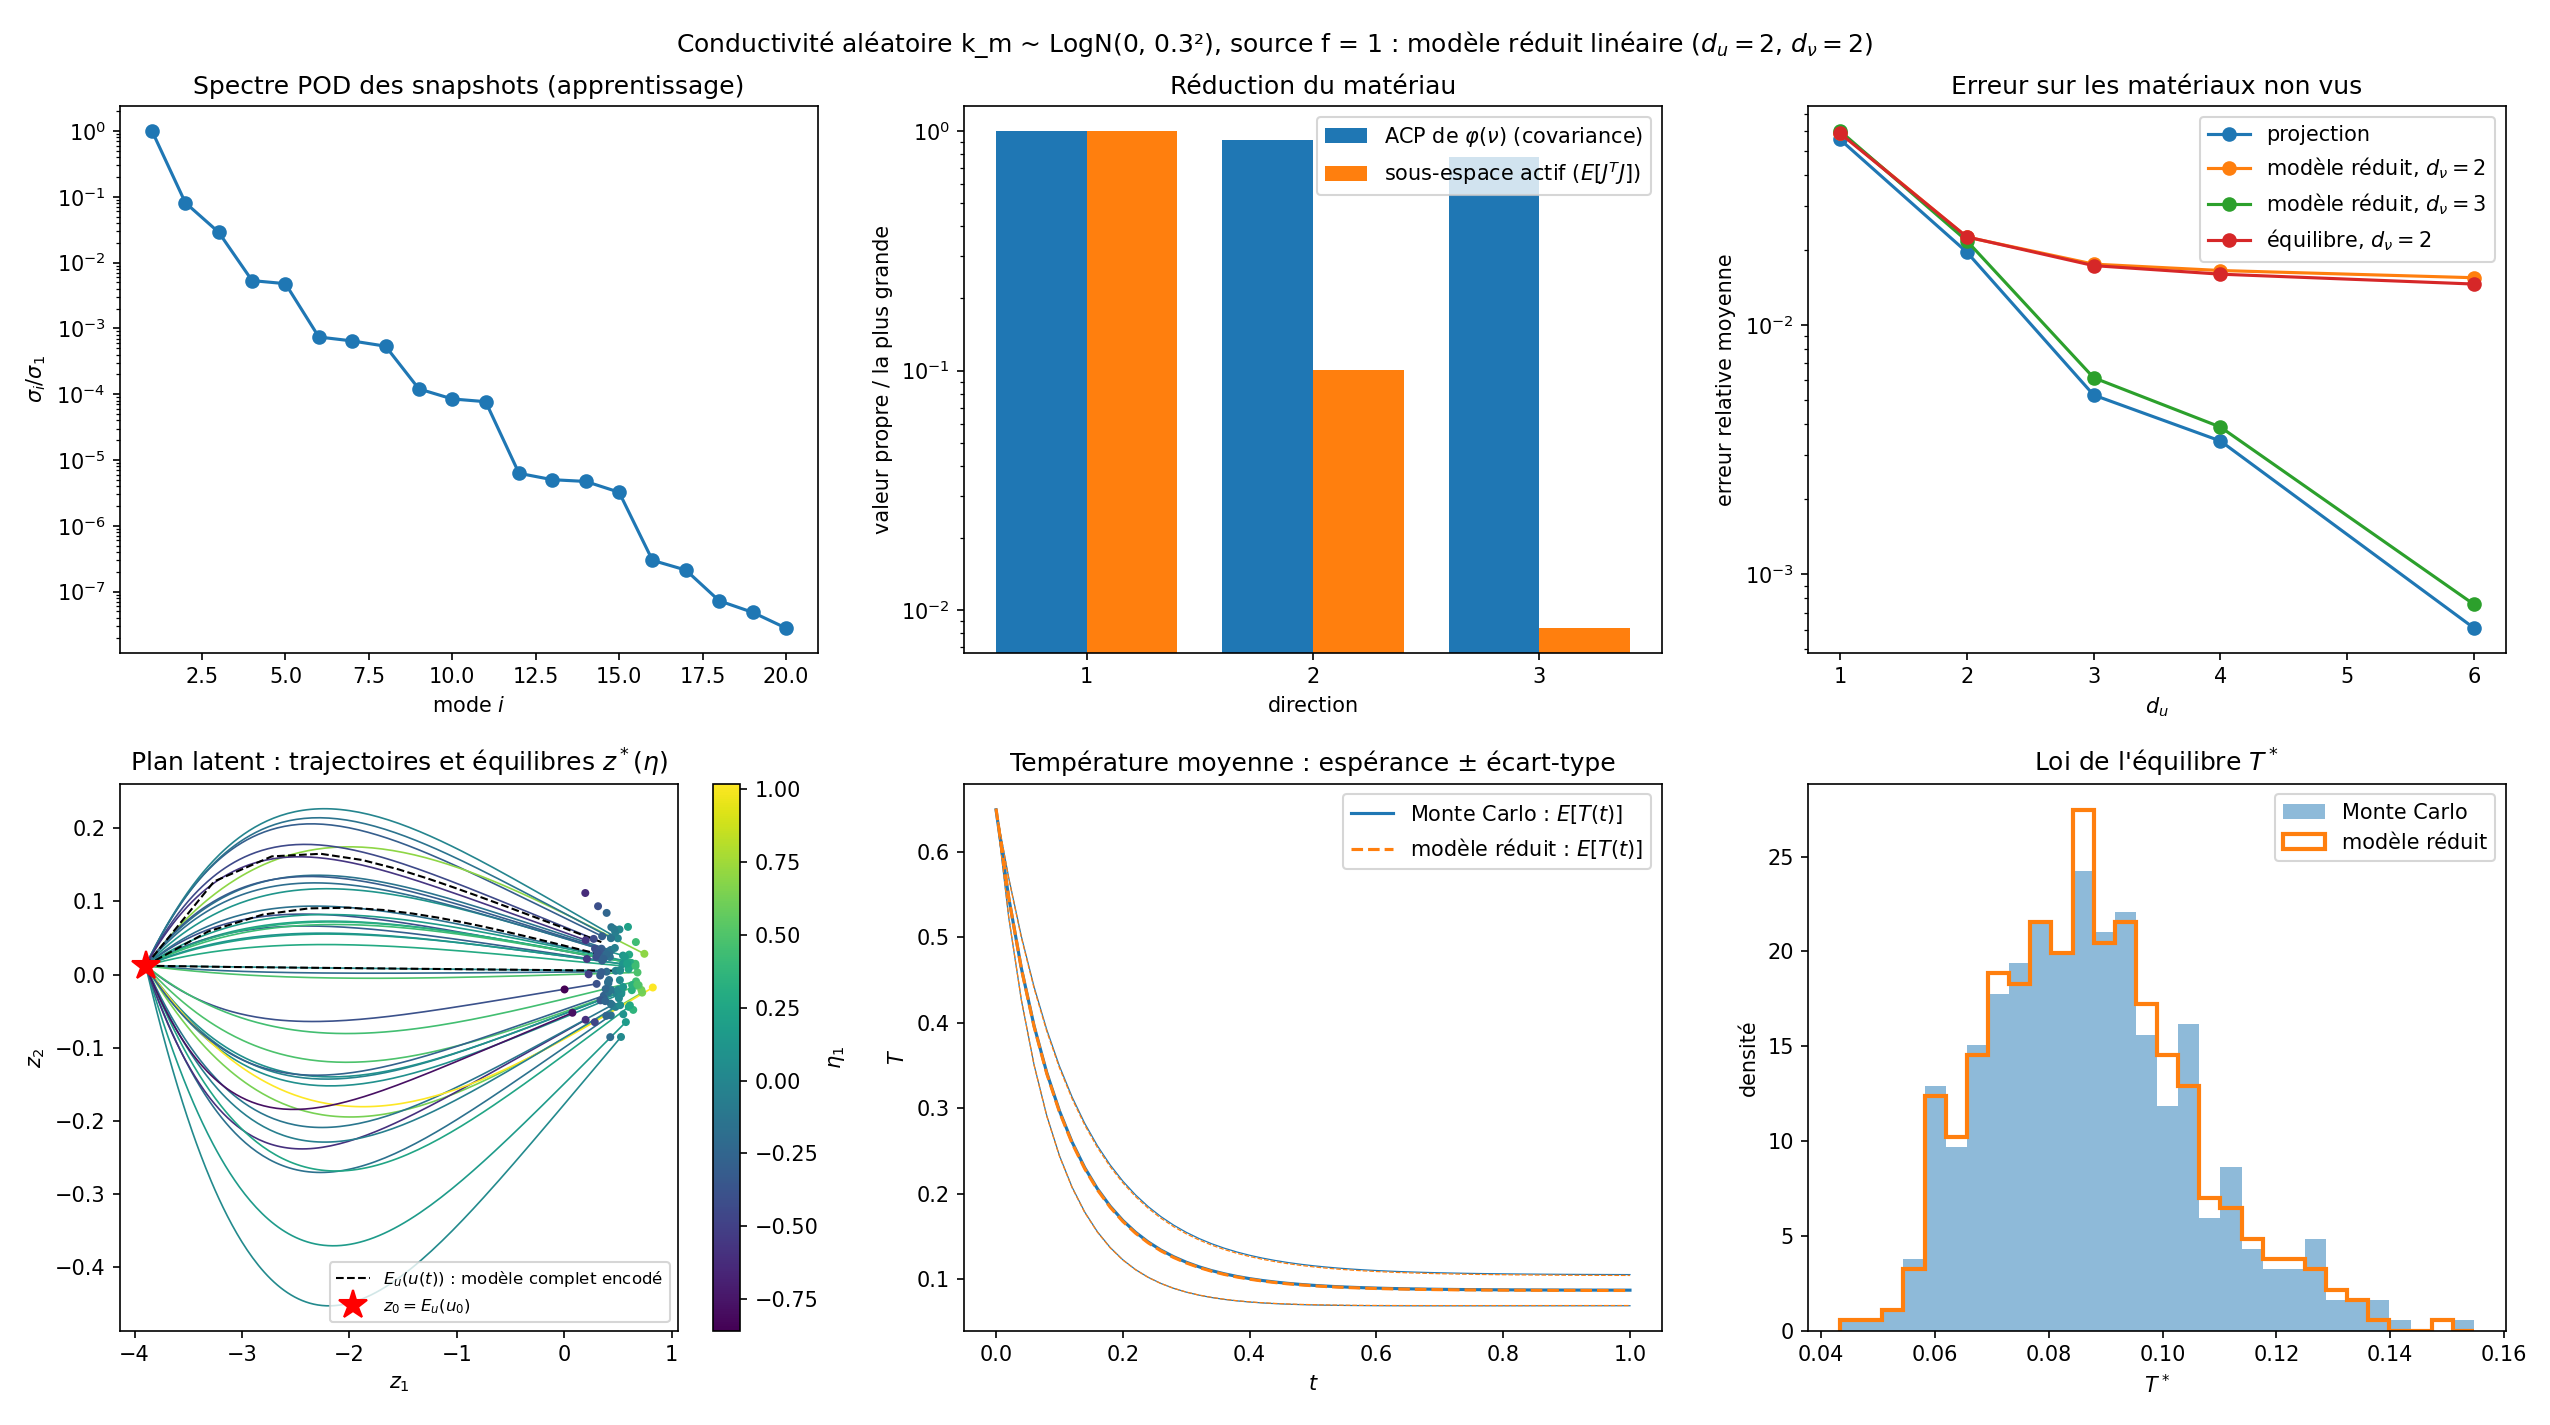 Conductivité aléatoire k_m ~ LogN(0, 0.3²), source f = 1 : modèle réduit linéaire (d_u = 2, d_ν = 2)
Spectre POD des snapshots (apprentissage)
10⁰
10⁻¹
10⁻²
10⁻³
10⁻⁴
10⁻⁵
10⁻⁶
10⁻⁷
σ_i/σ_1
2.5 5.0 7.5 10.0 12.5 15.0 17.5 20.0
mode i
Réduction du matériau
ACP de φ(ν) (covariance)
sous-espace actif (E[JᵀJ])
10⁰
10⁻¹
10⁻²
valeur propre / la plus grande
1 2 3
direction
Erreur sur les matériaux non vus
projection
modèle réduit, d_ν = 2
modèle réduit, d_ν = 3
équilibre, d_ν = 2
10⁻²
10⁻³
erreur relative moyenne
1 2 3 4 5 6
d_u
Plan latent : trajectoires et équilibres z*(η)
0.2
0.1
0.0
−0.1
−0.2
−0.3
−0.4
z_2
E_u(u(t)) : modèle complet encodé
z_0 = E_u(u_0)
−4 −3 −2 −1 0 1
z_1
1.00
0.75
0.50
0.25
0.00
−0.25
−0.50
−0.75
η_1
Température moyenne : espérance ± écart-type
Monte Carlo : E[T(t)]
modèle réduit : E[T(t)]
0.6
0.5
0.4
0.3
0.2
0.1
T
0.0 0.2 0.4 0.6 0.8 1.0
t
Loi de l'équilibre T*
Monte Carlo
modèle réduit
25
20
15
10
5
0
densité
0.04 0.06 0.08 0.10 0.12 0.14 0.16
T*